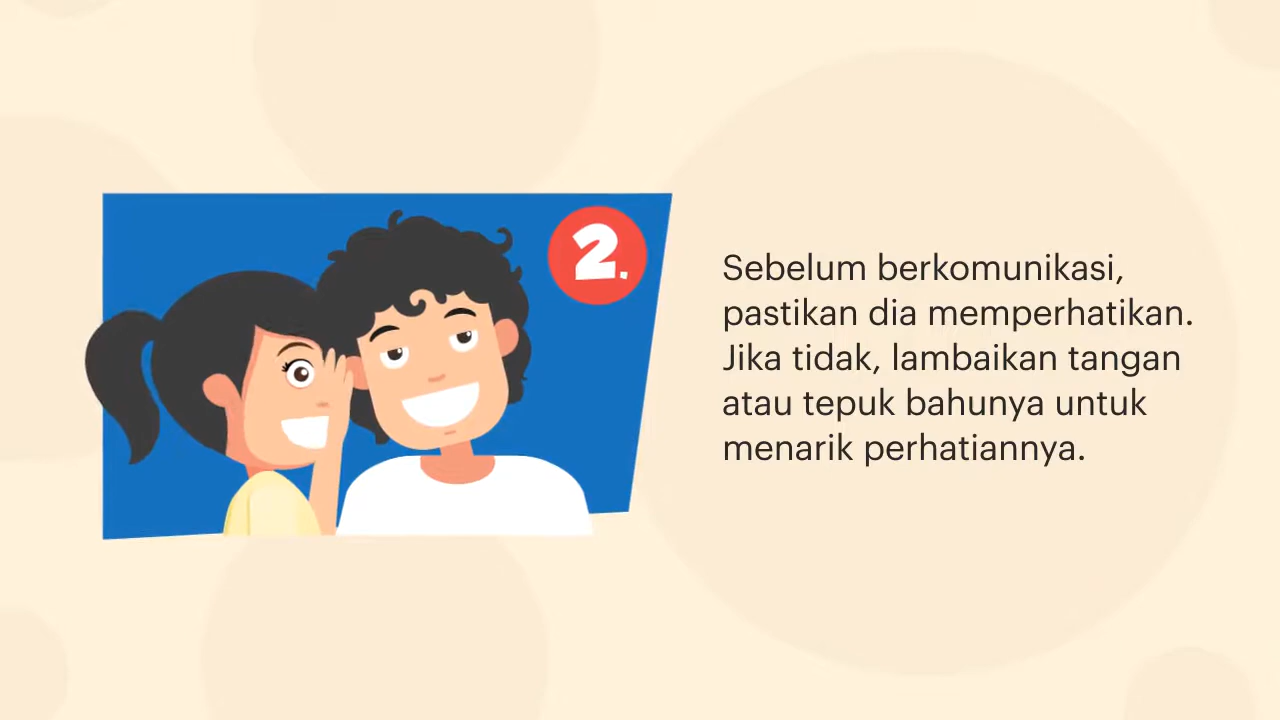 2.
Sebelum berkomunikasi,
pastikan dia memperhatikan.
Jika tidak, lambaikan tangan
atau tepuk bahunya untuk
menarik perhatiannya.